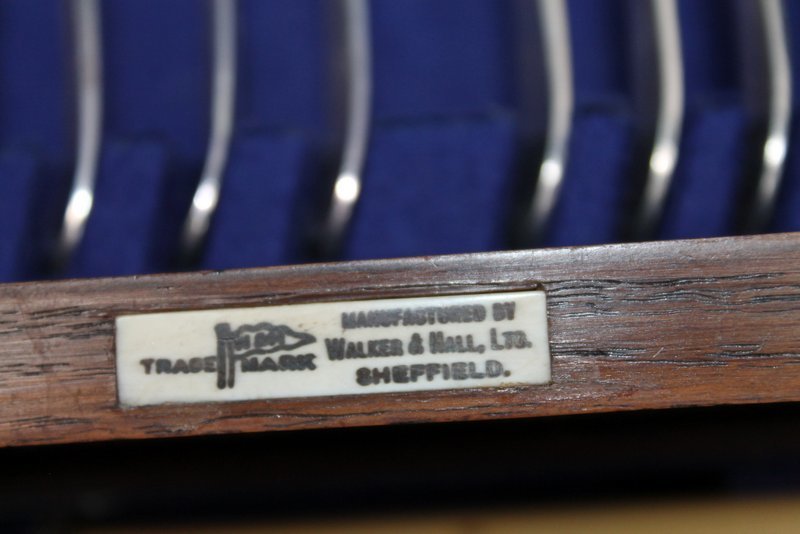 TRADE MARK
MANUFACTURED BY
WALKER & HALL, LTD.
SHEFFIELD.